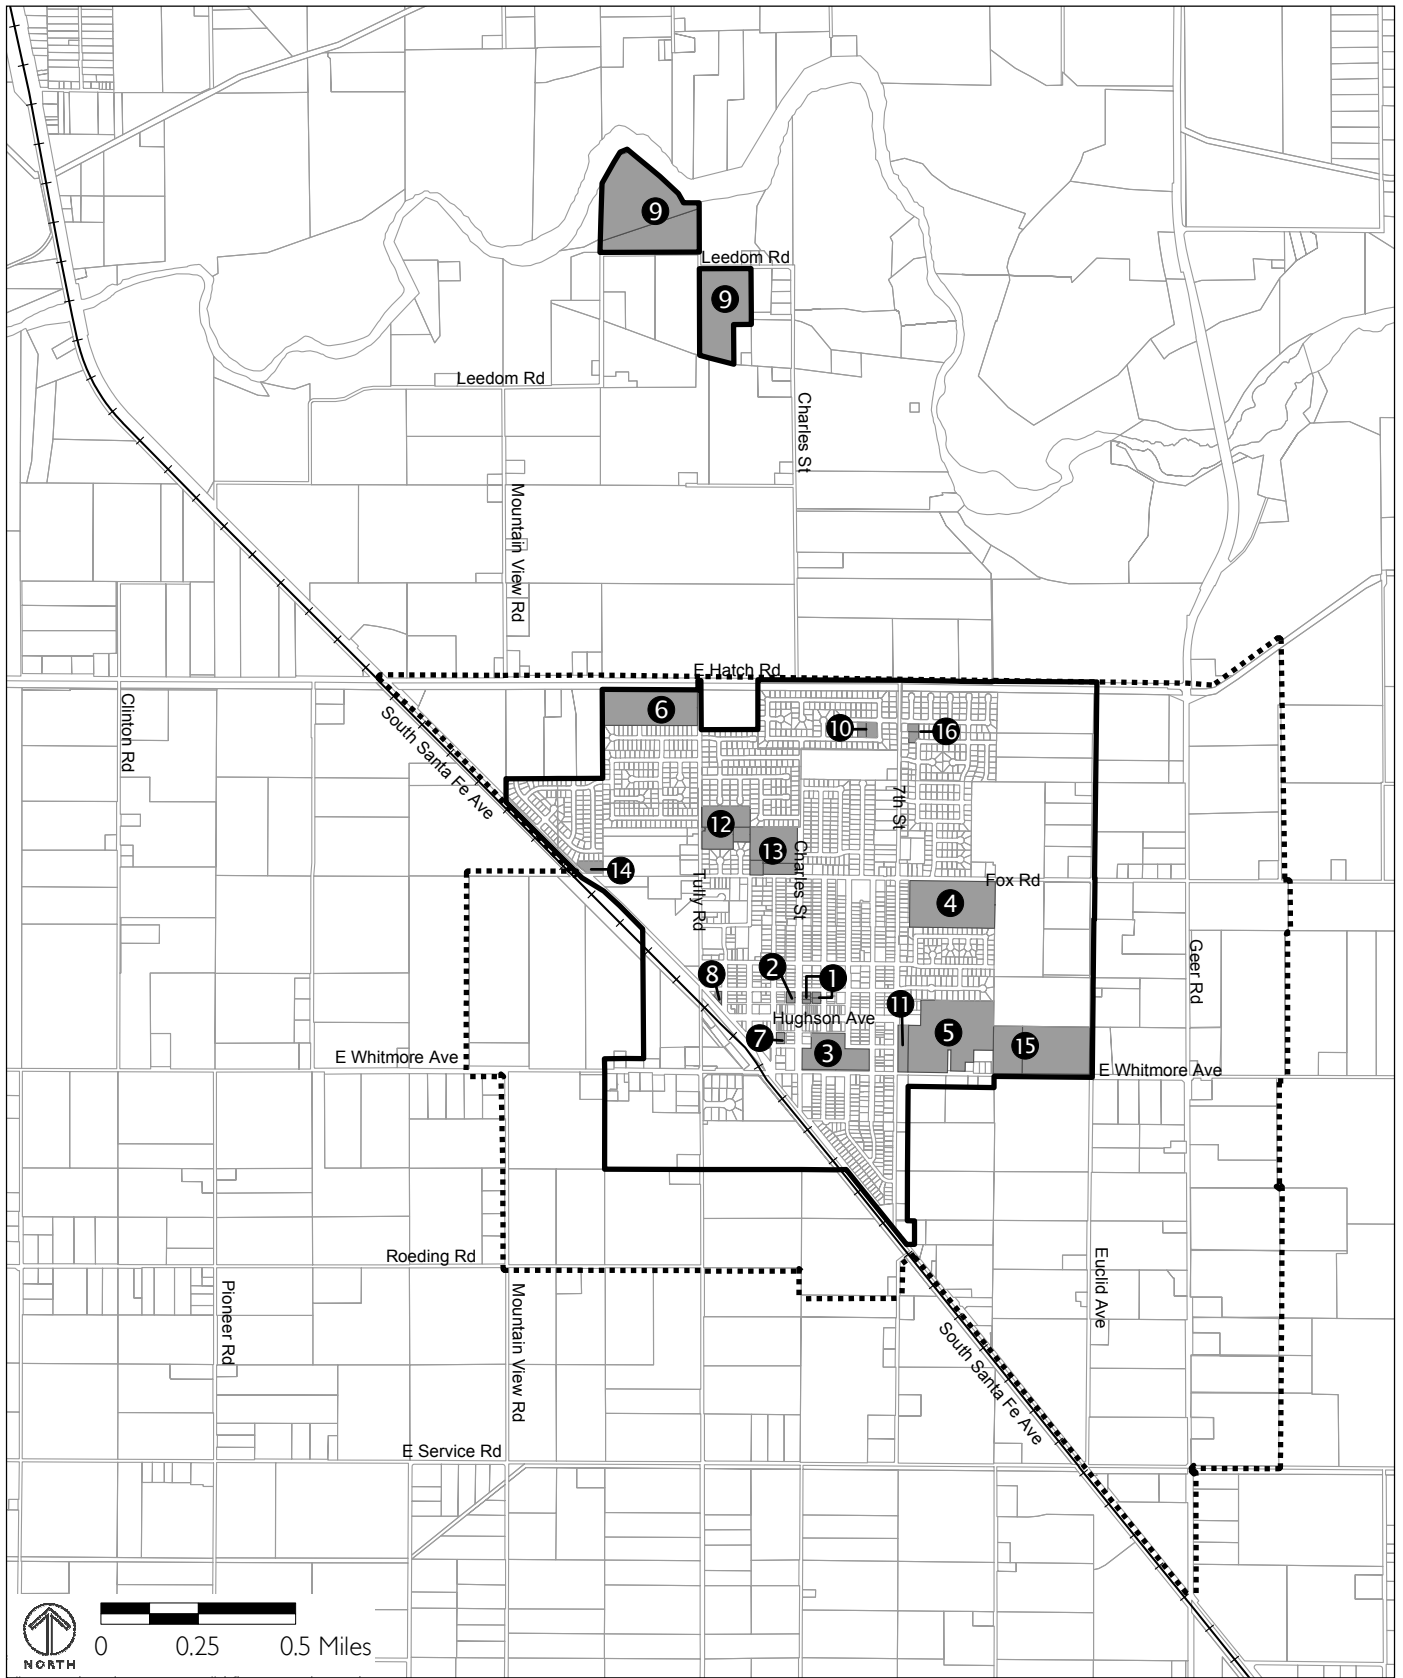 9
Leedom Rd
9
Leedom Rd
Charles St
Mountain View Rd
E Hatch Rd
Clinton Rd
South Santa Fe Ave
6
10
16
7th St
12
13
Charles St
14
Tully Rd
Fox Rd
4
Geer Rd
8
2
1
11
Hughson Ave
5
7
3
15
E Whitmore Ave
E Whitmore Ave
Roeding Rd
Euclid Ave
Pioneer Rd
Mountain View Rd
South Santa Fe Ave
E Service Rd
NORTH
0 0.25 0.5 Miles